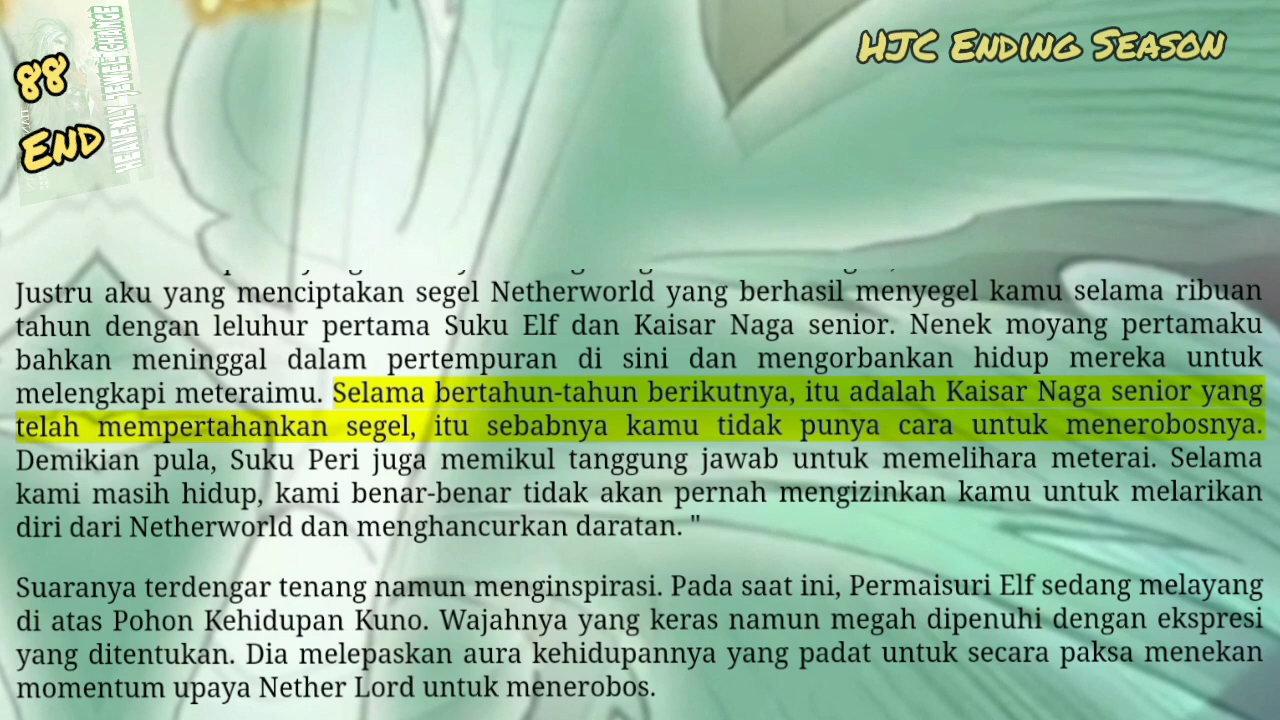 88
END
HEAVENLY JEWEL CHANGE
HJC ENDING SEASON
Justru aku yang menciptakan segel Netherworld yang berhasil menyegel kamu selama ribuan
tahun dengan leluhur pertama Suku Elf dan Kaisar Naga senior. Nenek moyang pertamaku
bahkan meninggal dalam pertempuran di sini dan mengorbankan hidup mereka untuk
melengkapi meteraimu. Selama bertahun-tahun berikutnya, itu adalah Kaisar Naga senior yang
telah mempertahankan segel, itu sebabnya kamu tidak punya cara untuk menerobosnya.
Demikian pula, Suku Peri juga memikul tanggung jawab untuk memelihara meterai. Selama
kami masih hidup, kami benar-benar tidak akan pernah mengizinkan kamu untuk melarikan
diri dari Netherworld dan menghancurkan daratan. "
Suaranya terdengar tenang namun menginspirasi. Pada saat ini, Permaisuri Elf sedang melayang
di atas Pohon Kehidupan Kuno. Wajahnya yang keras namun megah dipenuhi dengan ekspresi
yang ditentukan. Dia melepaskan aura kehidupannya yang padat untuk secara paksa menekan
momentum upaya Nether Lord untuk menerobos.